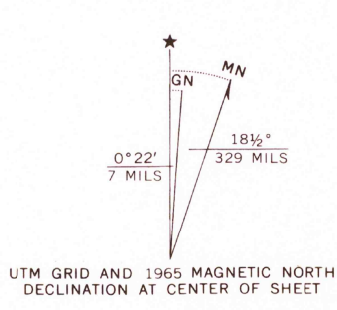 ★
MN
GN
18½°
329 MILS
0°22'
7 MILS
UTM GRID AND 1965 MAGNETIC NORTH
DECLINATION AT CENTER OF SHEET